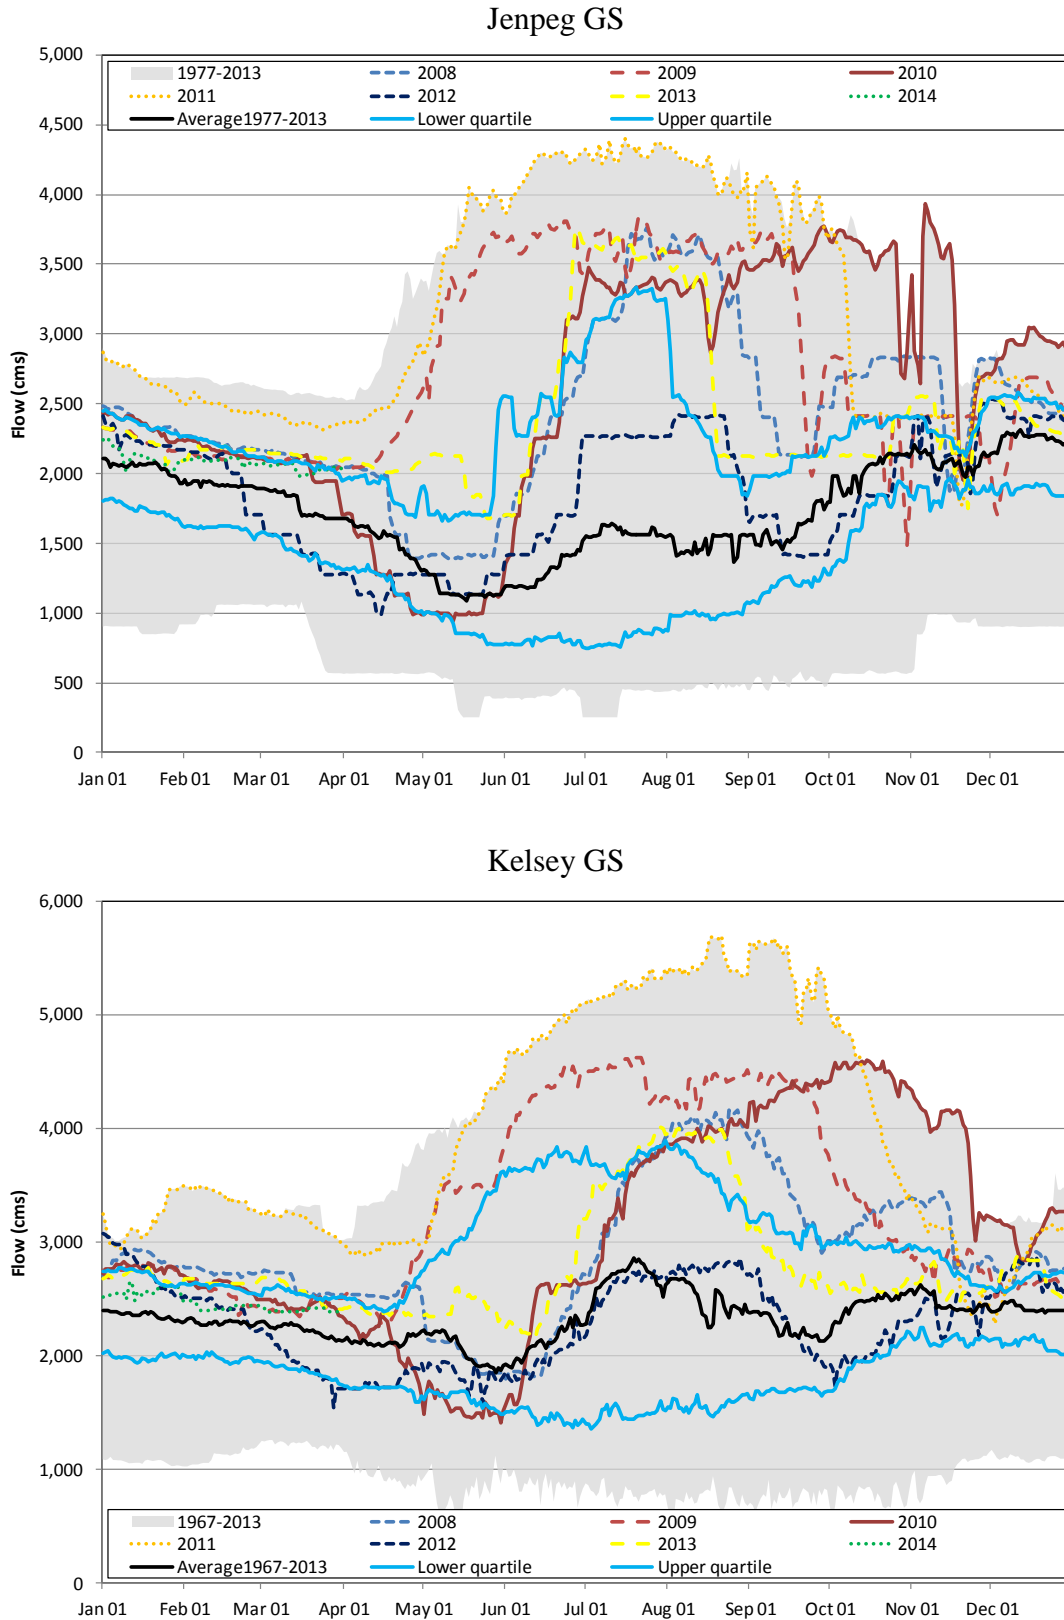 Jenpeg GS
5,000
1977-2013 2008 2009 2010
2011 2012 2013 2014
Average1977-2013 Lower quartile Upper quartile
4,500
4,000
3,500
3,000
2,500
2,000
1,500
1,000
500
0
Flow (cms)
Jan 01 Feb 01 Mar 01 Apr 01 May 01 Jun 01 Jul 01 Aug 01 Sep 01 Oct 01 Nov 01 Dec 01
Kelsey GS
6,000
5,000
4,000
3,000
2,000
1,000
0
Flow (cms)
1967-2013 2008 2009 2010
2011 2012 2013 2014
Average1967-2013 Lower quartile Upper quartile
Jan 01 Feb 01 Mar 01 Apr 01 May 01 Jun 01 Jul 01 Aug 01 Sep 01 Oct 01 Nov 01 Dec 01